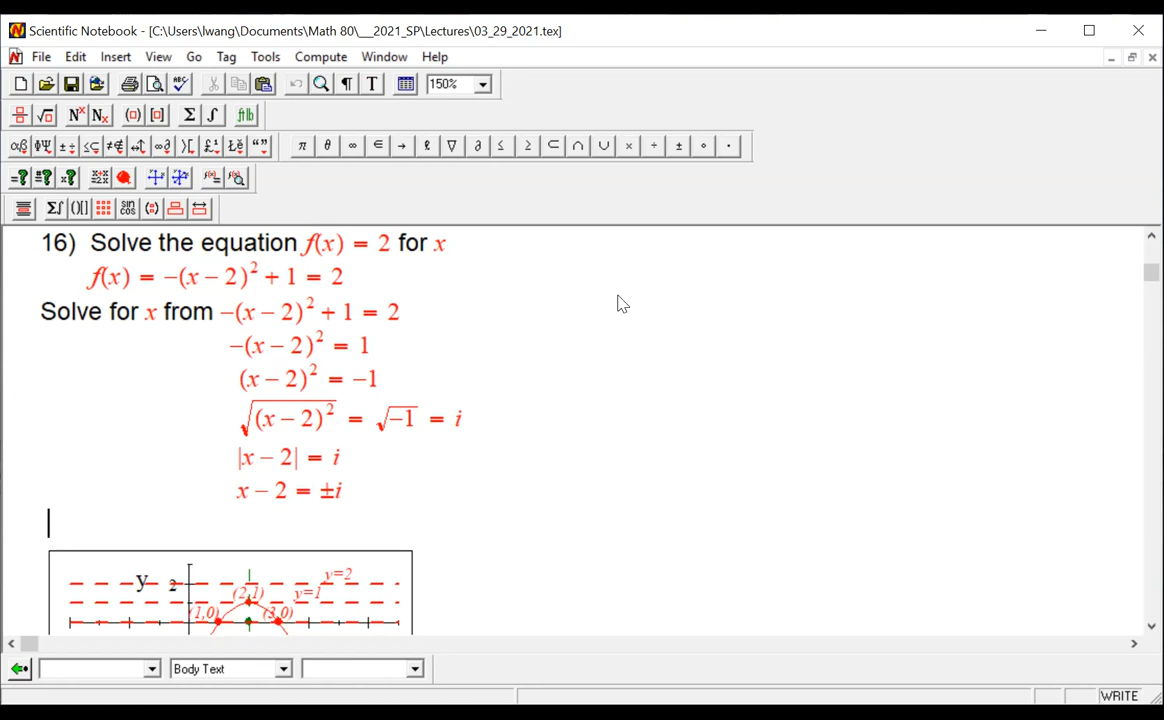 Scientific Notebook - [C:\Users\lwang\Documents\Math 80\__2021_SP\Lectures\03_29_2021.tex]
File Edit Insert View Go Tag Tools Compute Window Help
150%
16) Solve the equation f(x) = 2 for x
f(x) = −(x − 2)² + 1 = 2
Solve for x from −(x − 2)² + 1 = 2
−(x − 2)² = 1
(x − 2)² = −1
√(x − 2)² = √−1 = i
|x − 2| = i
x − 2 = ±i
y 2 y=2
(2,1) y=1
(1,0) (3,0)
Body Text
WRITE